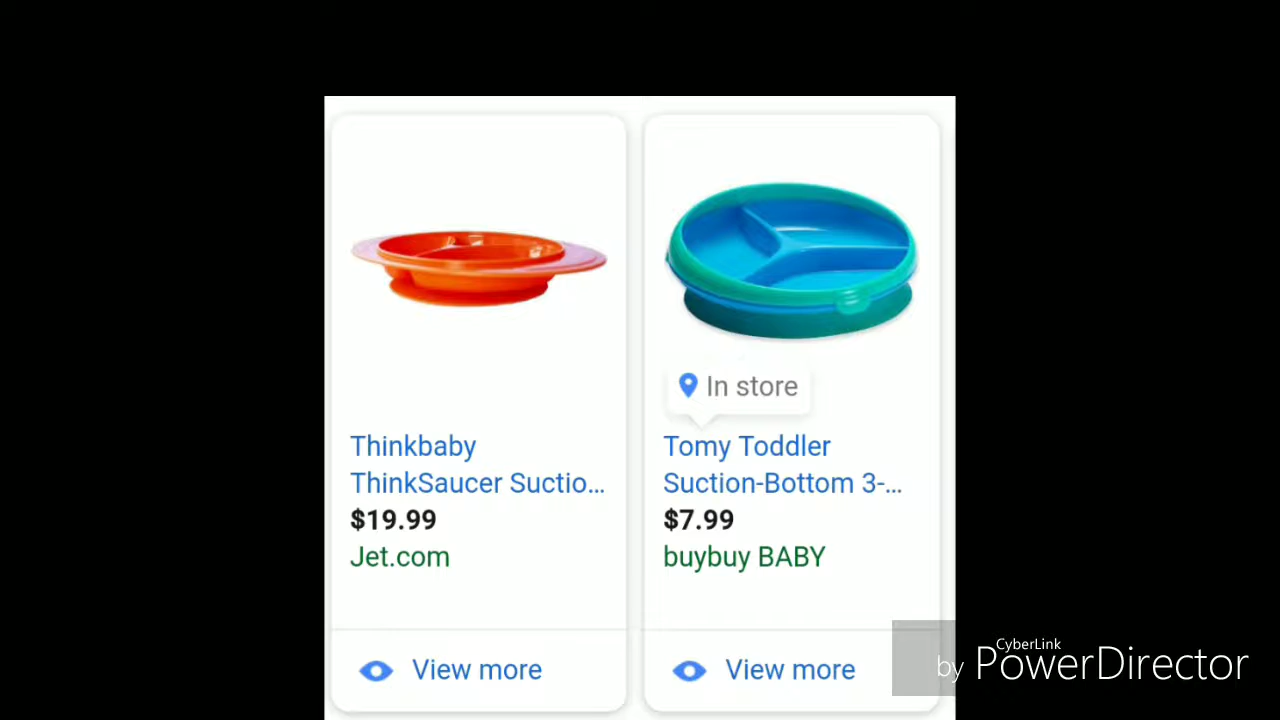 Thinkbaby
ThinkSaucer Suctio...
$19.99
Jet.com
View more
In store
Tomy Toddler
Suction-Bottom 3-...
$7.99
buybuy BABY
View more
CyberLink
by PowerDirector